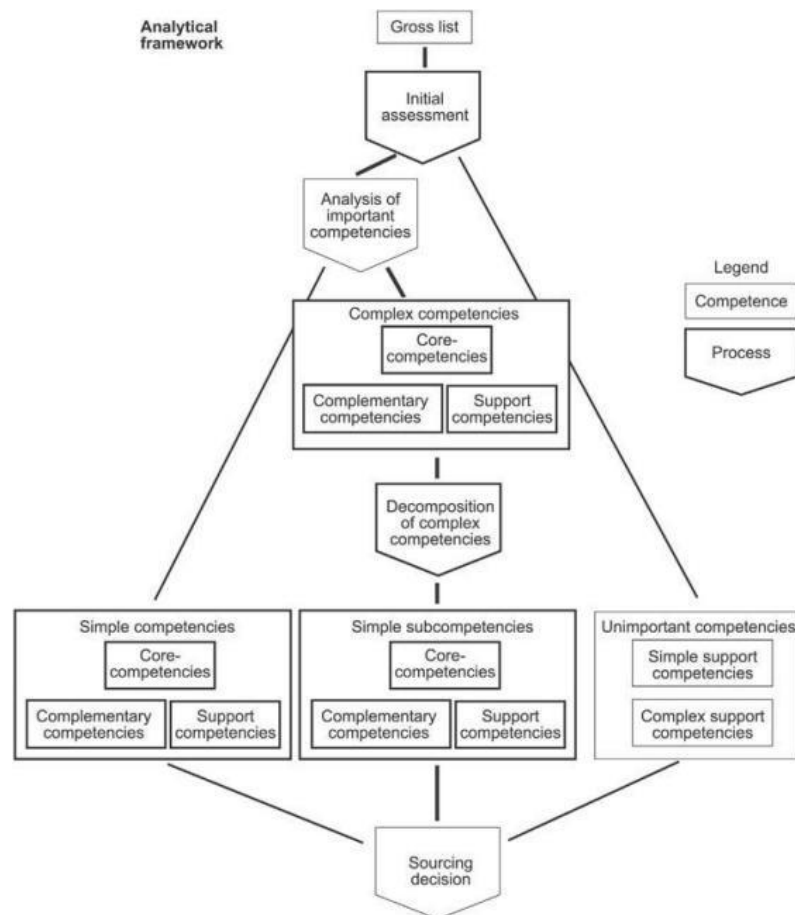 Analytical
framework
Gross list
Initial
assessment
Analysis of
important
competencies
Legend
Competence
Process
Complex competencies
Core-
competencies
Complementary
competencies
Support
competencies
Decomposition
of complex
competencies
Simple competencies
Core-
competencies
Complementary
competencies
Support
competencies
Simple subcompetencies
Core-
competencies
Complementary
competencies
Support
competencies
Unimportant competencies
Simple support
competencies
Complex support
competencies
Sourcing
decision